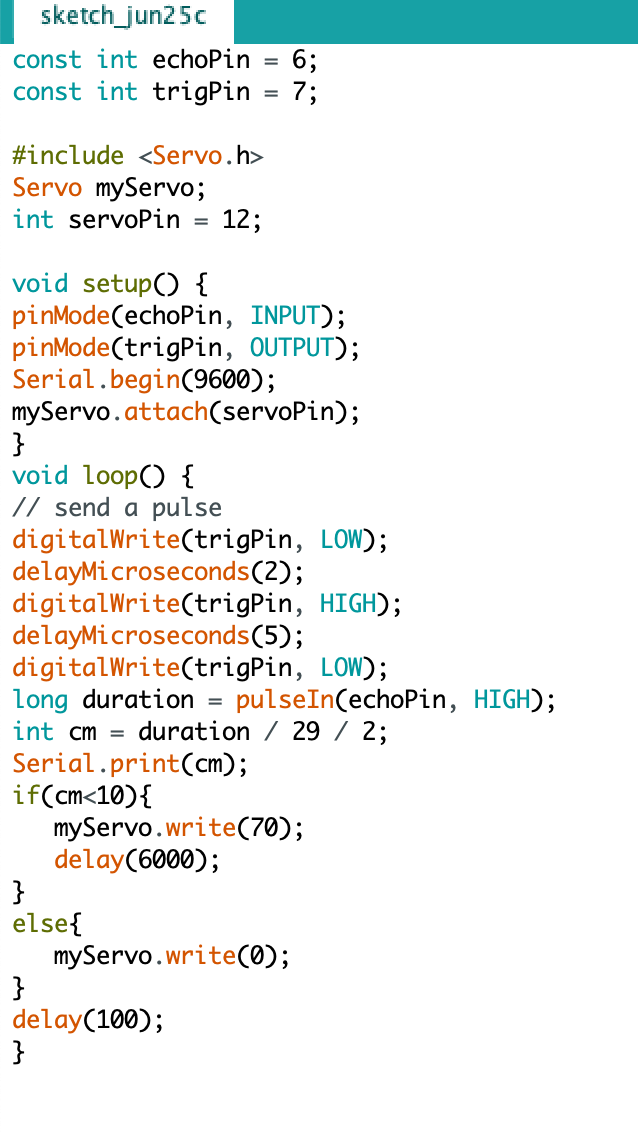 sketch_jun25c
const int echoPin = 6;
const int trigPin = 7;
#include <Servo.h>
Servo myServo;
int servoPin = 12;
void setup() {
pinMode(echoPin, INPUT);
pinMode(trigPin, OUTPUT);
Serial.begin(9600);
myServo.attach(servoPin);
}
void loop() {
// send a pulse
digitalWrite(trigPin, LOW);
delayMicroseconds(2);
digitalWrite(trigPin, HIGH);
delayMicroseconds(5);
digitalWrite(trigPin, LOW);
long duration = pulseIn(echoPin, HIGH);
int cm = duration / 29 / 2;
Serial.print(cm);
if(cm<10){
   myServo.write(70);
   delay(6000);
}
else{
   myServo.write(0);
}
delay(100);
}